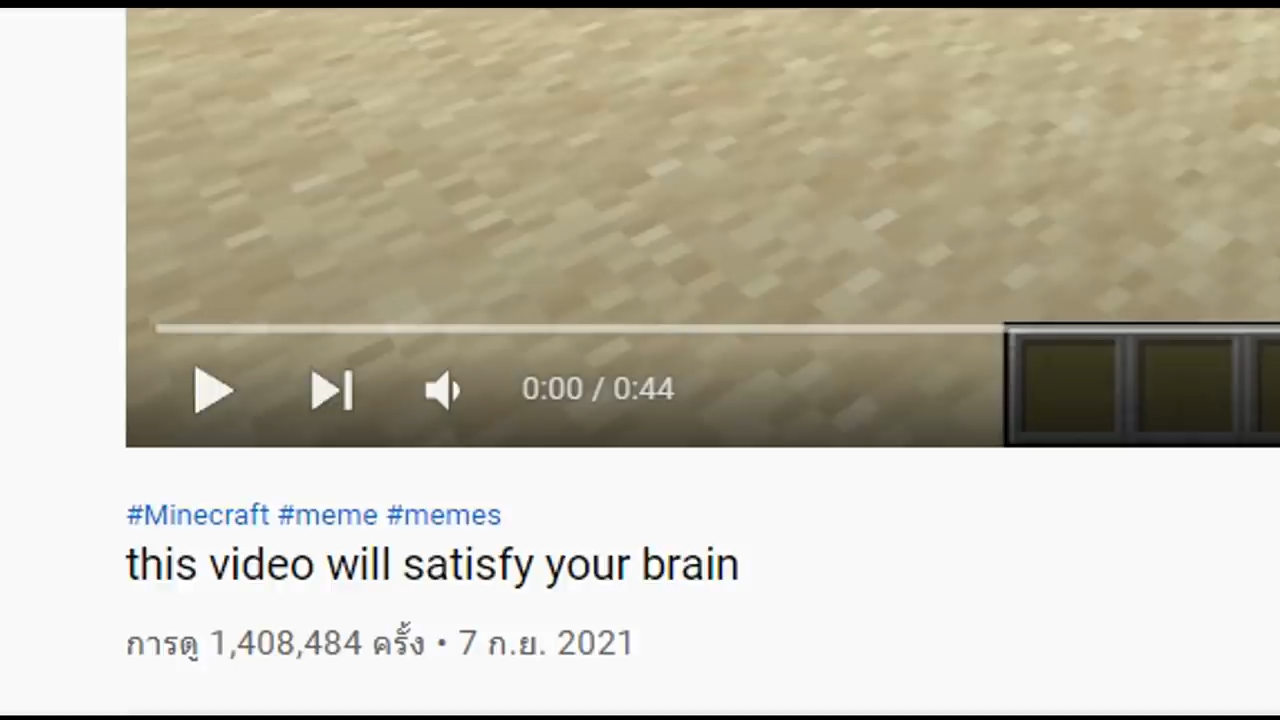 0:00 / 0:44
#Minecraft #meme #memes
this video will satisfy your brain
การดู 1,408,484 ครั้ง • 7 ก.ย. 2021